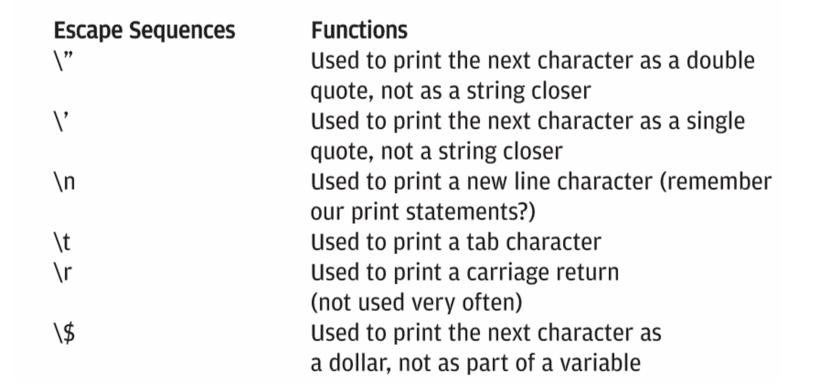 Escape Sequences Functions
\” Used to print the next character as a double
quote, not as a string closer
\’ Used to print the next character as a single
quote, not a string closer
\n Used to print a new line character (remember
our print statements?)
\t Used to print a tab character
\r Used to print a carriage return
(not used very often)
\$ Used to print the next character as
a dollar, not as part of a variable